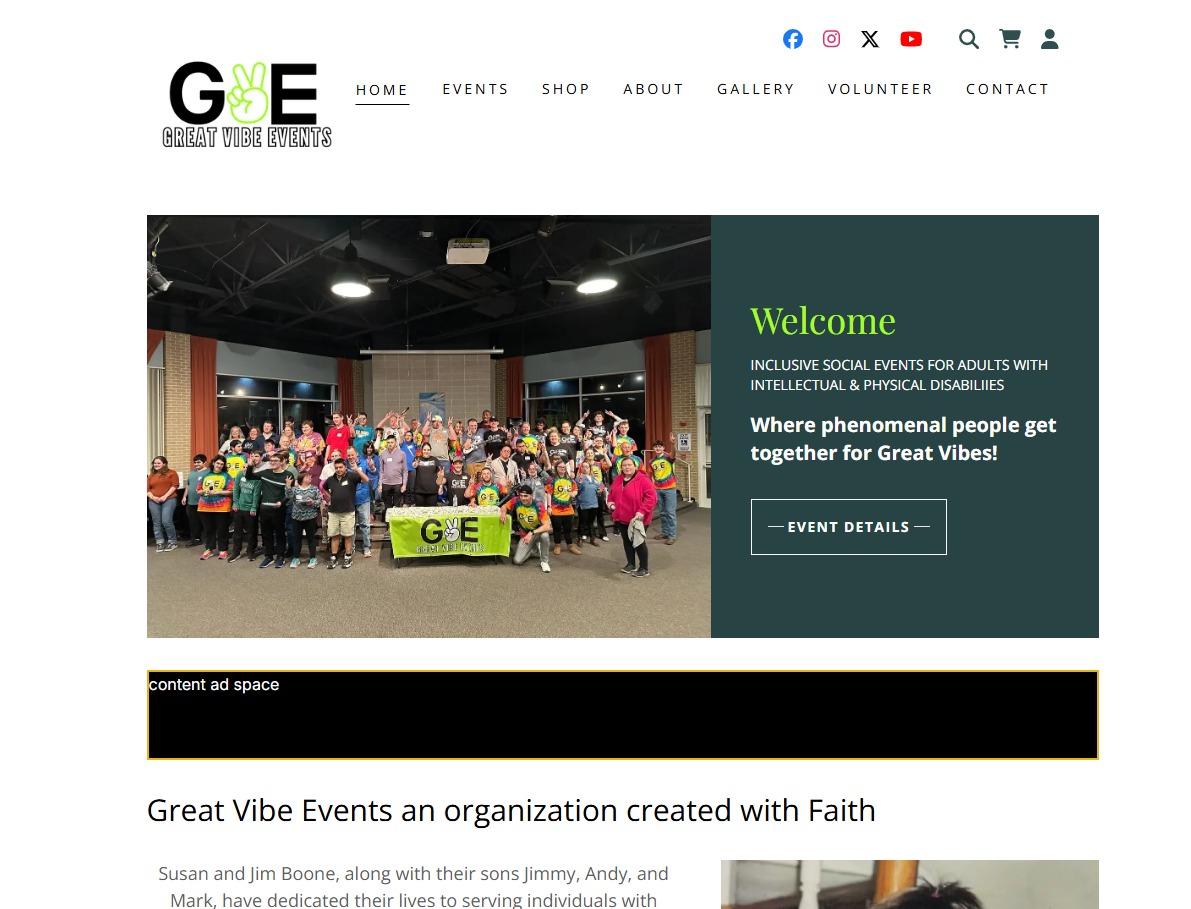 G E
GREAT VIBE EVENTS
HOME EVENTS SHOP ABOUT GALLERY VOLUNTEER CONTACT
G E
GREAT VIBE EVENTS
Welcome
INCLUSIVE SOCIAL EVENTS FOR ADULTS WITH
INTELLECTUAL & PHYSICAL DISABILIIES
Where phenomenal people get
together for Great Vibes!
EVENT DETAILS
content ad space
Great Vibe Events an organization created with Faith
Susan and Jim Boone, along with their sons Jimmy, Andy, and
Mark, have dedicated their lives to serving individuals with